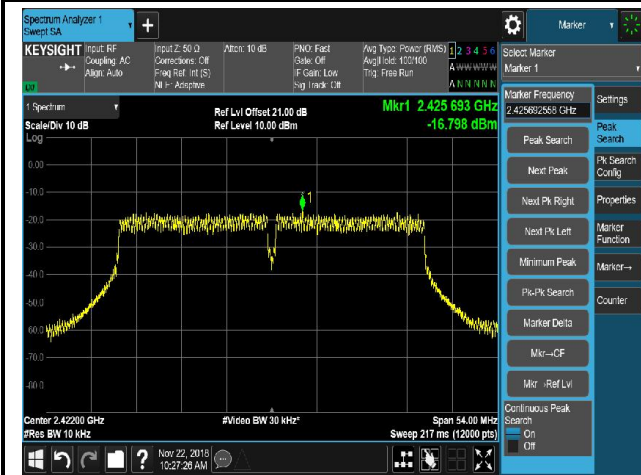 Spectrum Analyzer 1
Swept SA
+
Marker
KEYSIGHT
Input: RF
Coupling: AC
Align: Auto
Input Z: 50 Ω
Corrections: Off
Freq Ref: Int (S)
NFE: Adaptive
Atten: 10 dB
PNO: Fast
Gate: Off
IF Gain: Low
Sig Track: Off
Avg Type: Power (RMS)
Avg|Hold: 100/100
Trig: Free Run
1 2 3 4 5 6
A W W W W W
A N N N N N
Select Marker
Marker 1
1 Spectrum
Scale/Div 10 dB
Log
Ref Lvl Offset 21.00 dB
Ref Level 10.00 dBm
Mkr1 2.425 693 GHz
-16.798 dBm
1
0.00
-10.0
-20.0
-30.0
-40.0
-50.0
-60.0
-70.0
-80.0
Center 2.42200 GHz
#Res BW 10 kHz
#Video BW 30 kHz*
Span 54.00 MHz
Sweep 217 ms (12000 pts)
Marker Frequency
2.425692558 GHz
Peak Search
Next Peak
Next Pk Right
Next Pk Left
Minimum Peak
Pk-Pk Search
Marker Delta
Mkr→CF
Mkr→Ref Lvl
Continuous Peak
Search
On
Off
Settings
Peak
Search
Pk Search
Config
Properties
Marker
Function
Marker→
Counter
?
Nov 22, 2018
10:27:26 AM